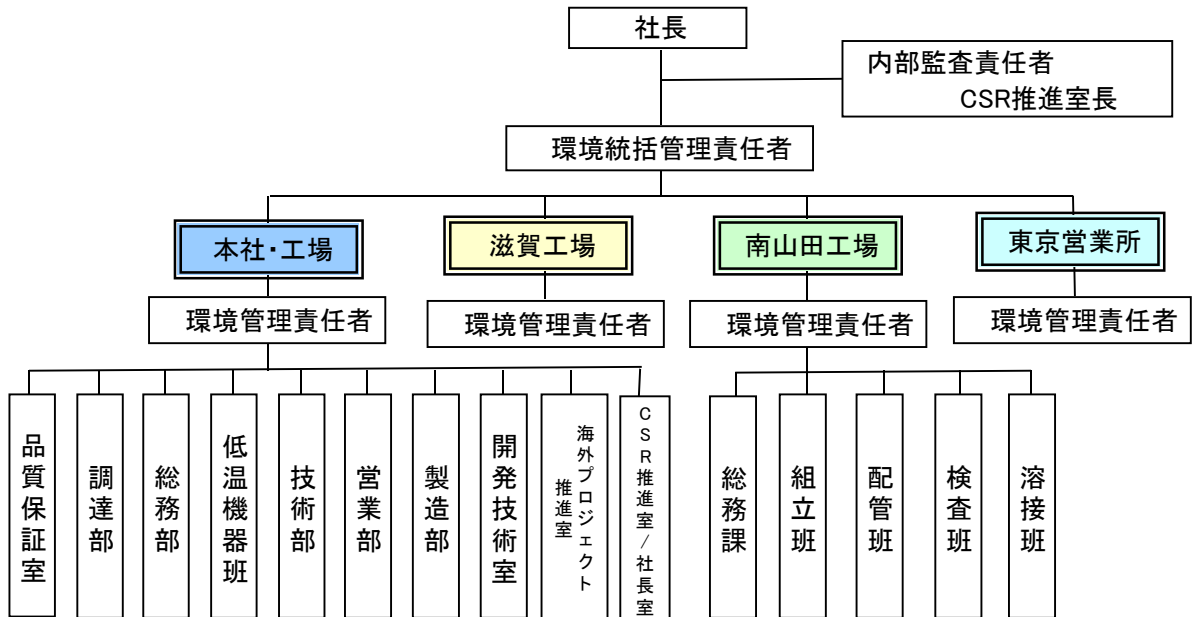 社長
内部監査責任者
CSR推進室長
環境統括管理責任者
本社・工場
滋賀工場
南山田工場
東京営業所
環境管理責任者
環境管理責任者
環境管理責任者
環境管理責任者
品質保証室
調達部
総務部
低温機器班
技術部
営業部
製造部
開発技術室
海外プロジェクト
推進室
CSR推進室/社長室
総務課
組立班
配管班
検査班
溶接班